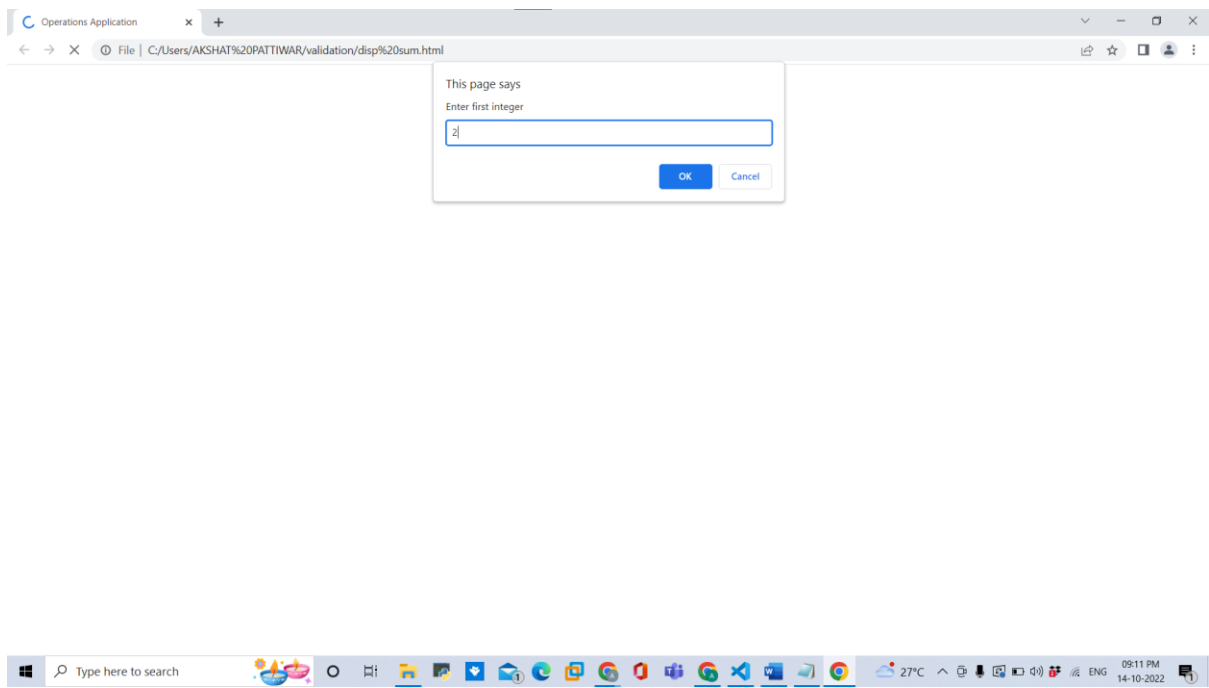 Operations Application
File | C:/Users/AKSHAT%20PATTIWAR/validation/disp%20sum.html
This page says
Enter first integer
2
OK
Cancel
Type here to search
27°C
ENG
09:11 PM
14-10-2022